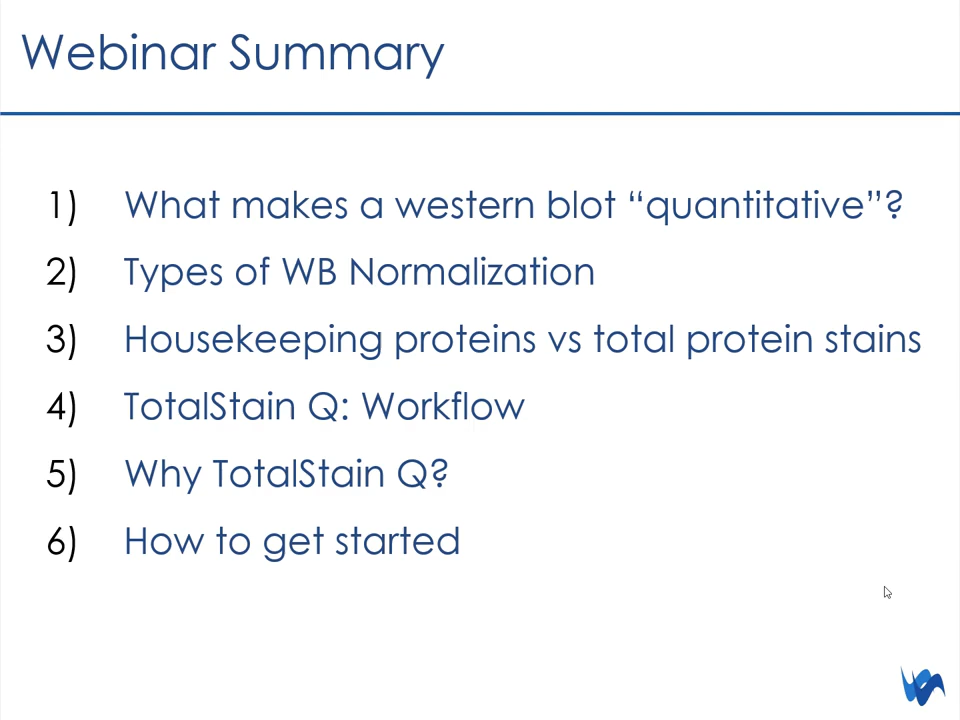 Webinar Summary
1) What makes a western blot “quantitative”?
2) Types of WB Normalization
3) Housekeeping proteins vs total protein stains
4) TotalStain Q: Workflow
5) Why TotalStain Q?
6) How to get started